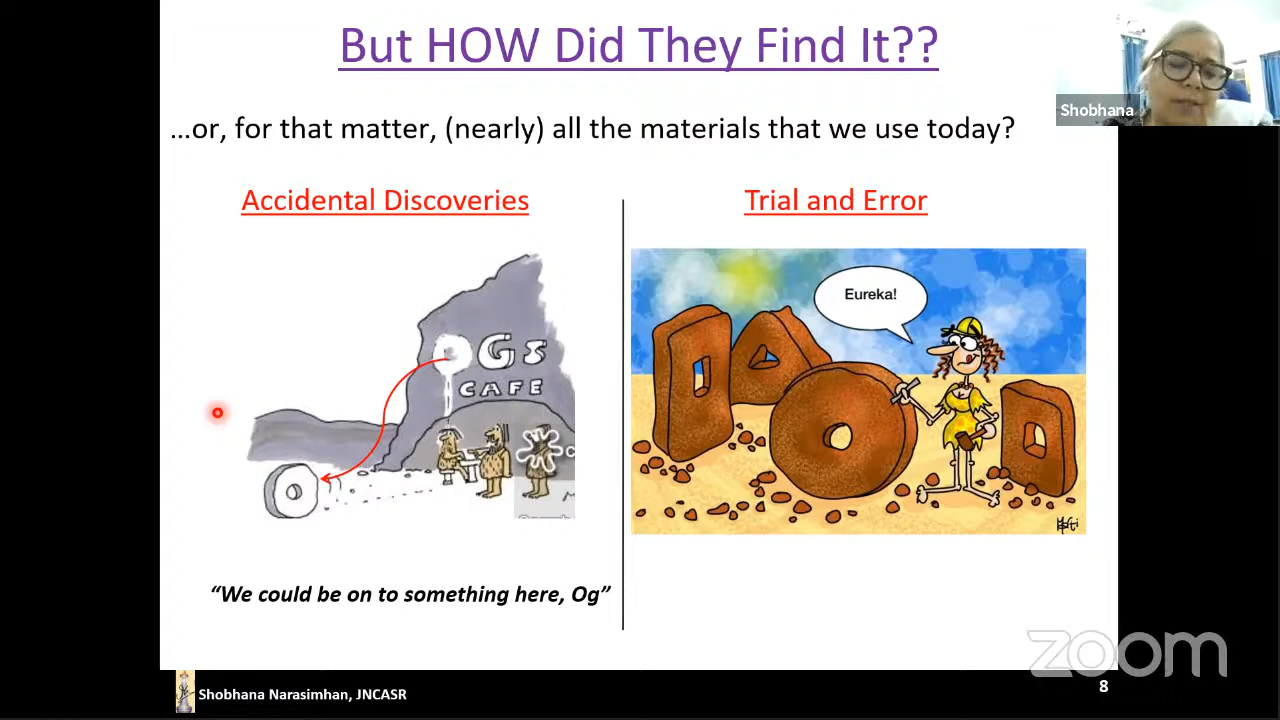 But HOW Did They Find It??
Shobhana
...or, for that matter, (nearly) all the materials that we use today?
Accidental Discoveries
Trial and Error
Eureka!
OGS
CAFE
“We could be on to something here, Og”
zoom
Shobhana Narasimhan, JNCASR
8